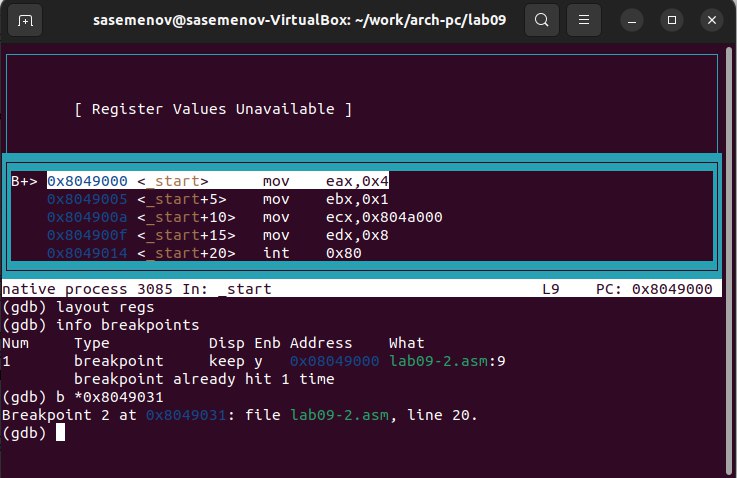 sasemenov@sasemenov-VirtualBox: ~/work/arch-pc/lab09
[ Register Values Unavailable ]
B+> 0x8049000 <_start>      mov    eax,0x4
    0x8049005 <_start+5>    mov    ebx,0x1
    0x804900a <_start+10>   mov    ecx,0x804a000
    0x804900f <_start+15>   mov    edx,0x8
    0x8049014 <_start+20>   int    0x80
native process 3085 In: _start                              L9    PC: 0x8049000
(gdb) layout regs
(gdb) info breakpoints
Num     Type           Disp Enb Address    What
1       breakpoint     keep y   0x08049000 lab09-2.asm:9
        breakpoint already hit 1 time
(gdb) b *0x8049031
Breakpoint 2 at 0x8049031: file lab09-2.asm, line 20.
(gdb)